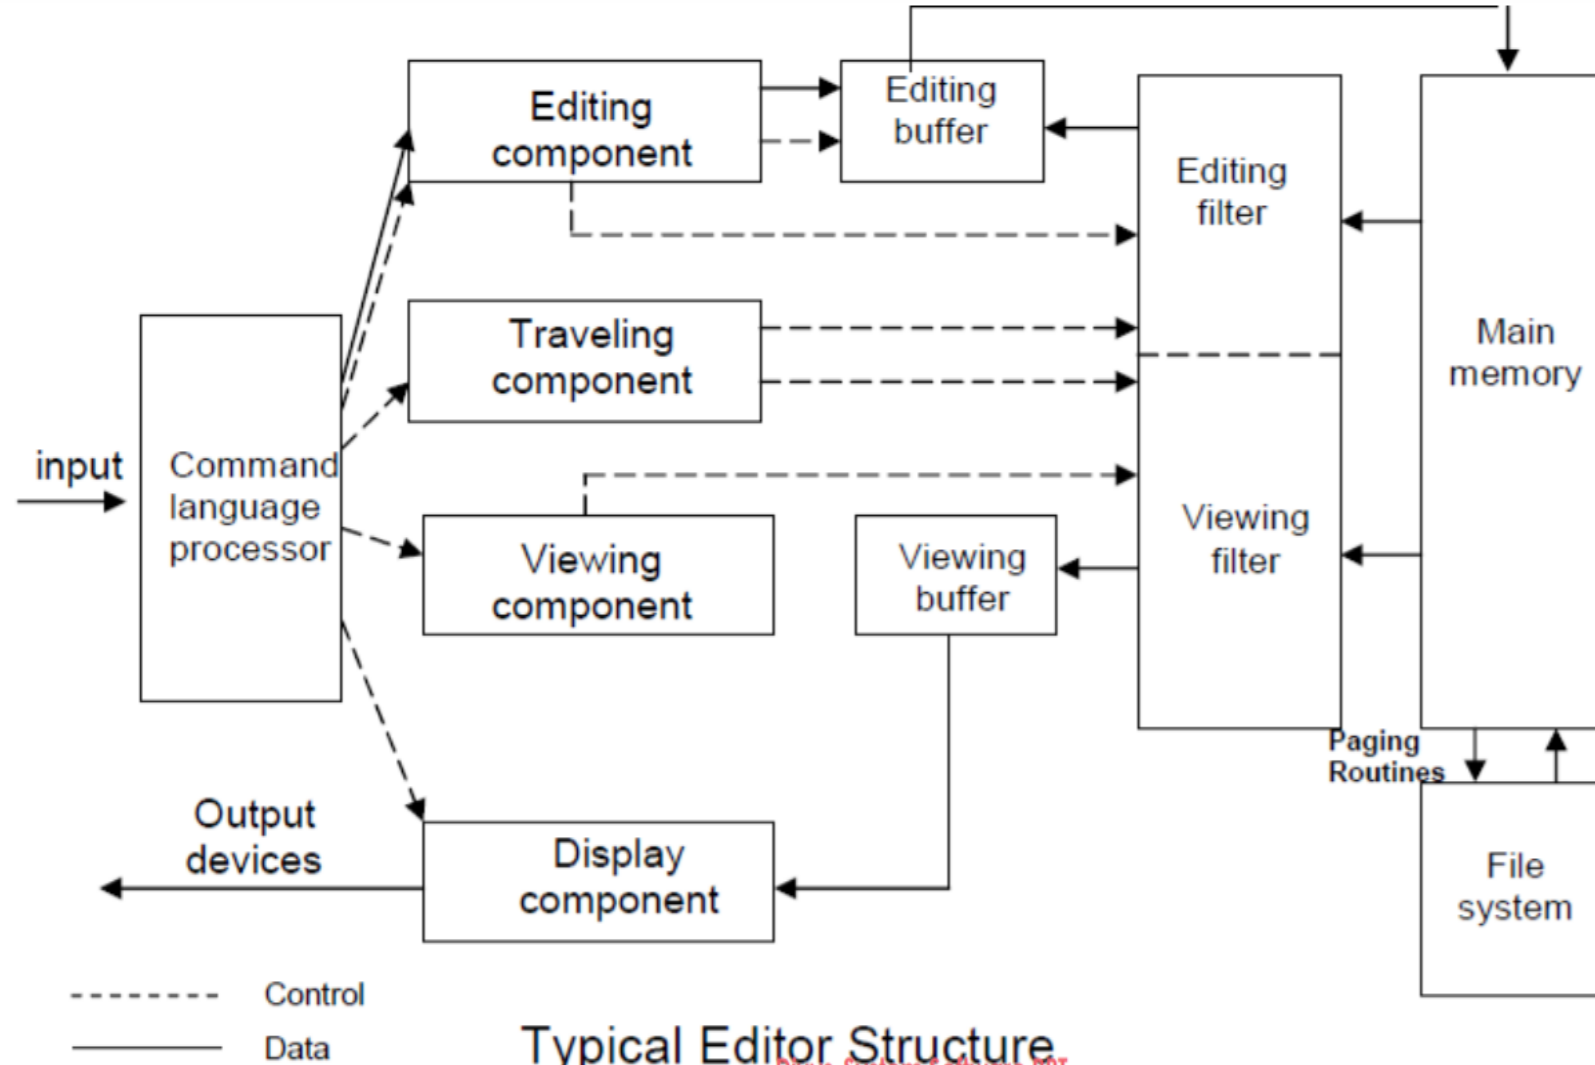 Editing
component
Editing
buffer
Editing
filter
Traveling
component
Main
memory
input
Command
language
processor
Viewing
component
Viewing
buffer
Viewing
filter
Paging
Routines
Output
devices
Display
component
File
system
Control
Data
Typical Editor Structure